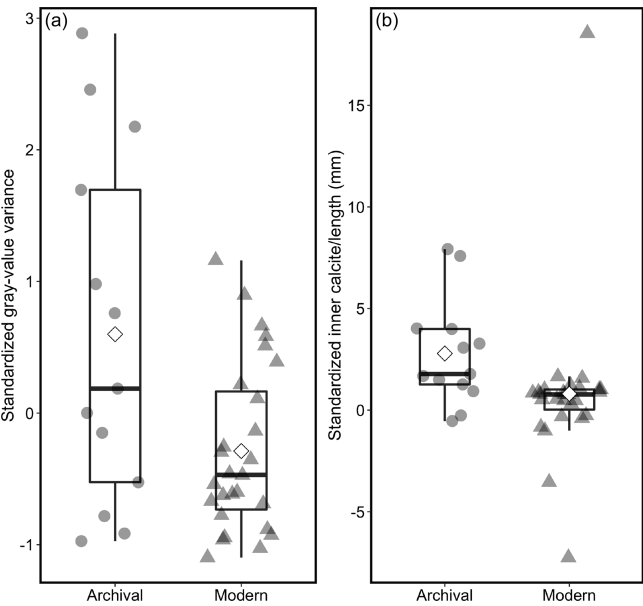 (a)
Standardized gray-value variance
3
2
1
0
-1
Archival Modern
(b)
Standardized inner calcite/length (mm)
15
10
5
0
-5
Archival Modern